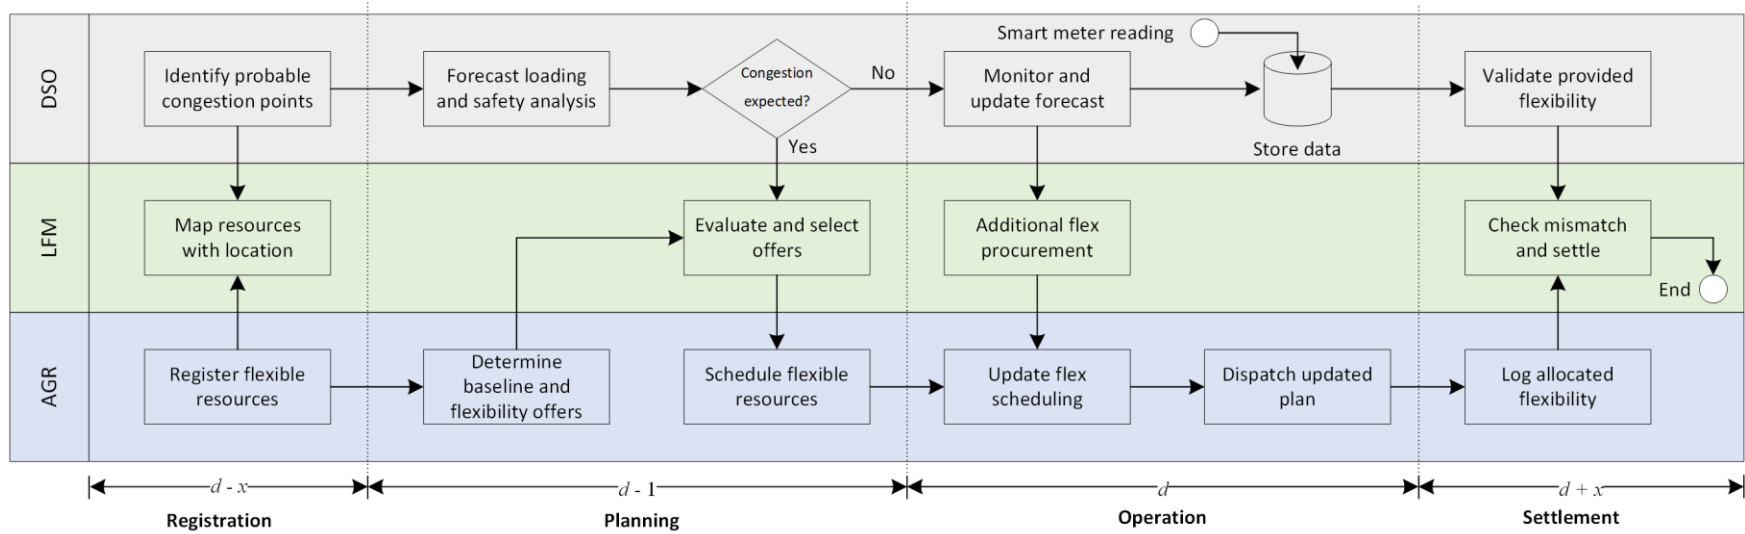 DSO
Identify probable
congestion points
Forecast loading
and safety analysis
Congestion
expected?
No
Yes
Monitor and
update forecast
Smart meter reading
Store data
Validate provided
flexibility
LFM
Map resources
with location
Evaluate and select
offers
Additional flex
procurement
Check mismatch
and settle
End
AGR
Register flexible
resources
Determine
baseline and
flexibility offers
Schedule flexible
resources
Update flex
scheduling
Dispatch updated
plan
Log allocated
flexibility
d - x
d - 1
d
d + x
Registration
Planning
Operation
Settlement